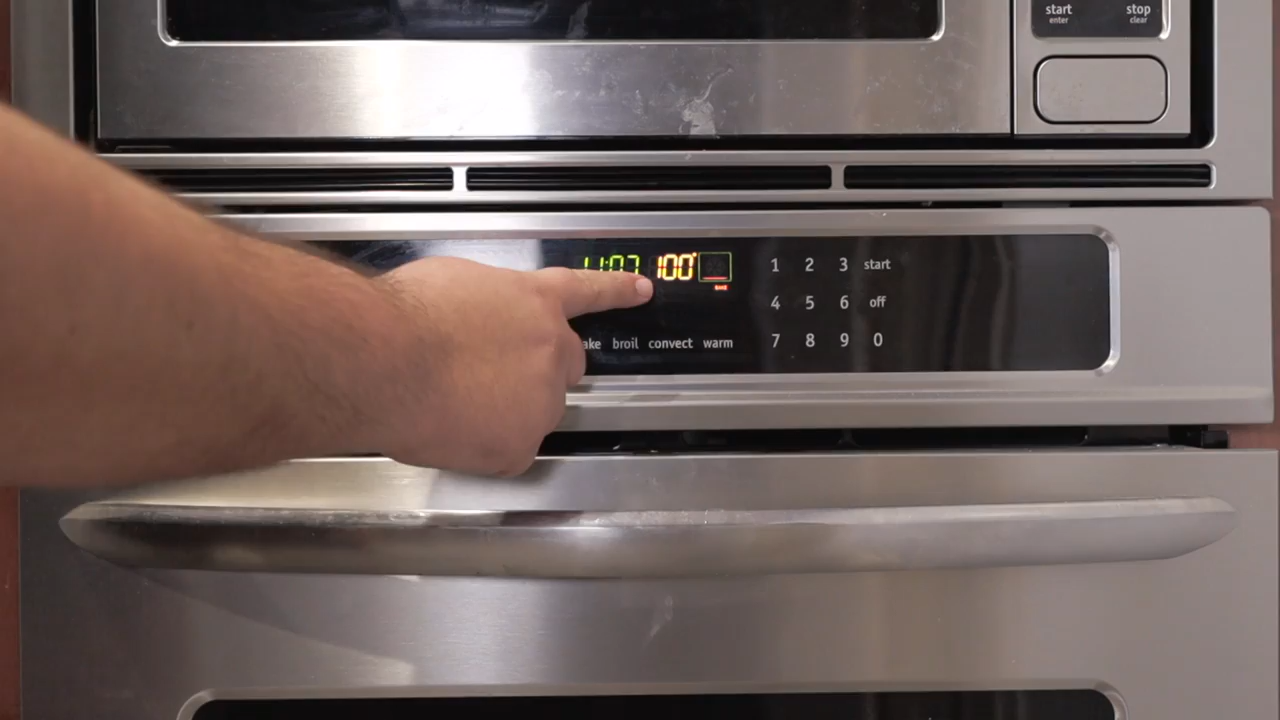 start stop
enter clear
11:07 100°
1 2 3 start
4 5 6 off
broil convect warm 7 8 9 0